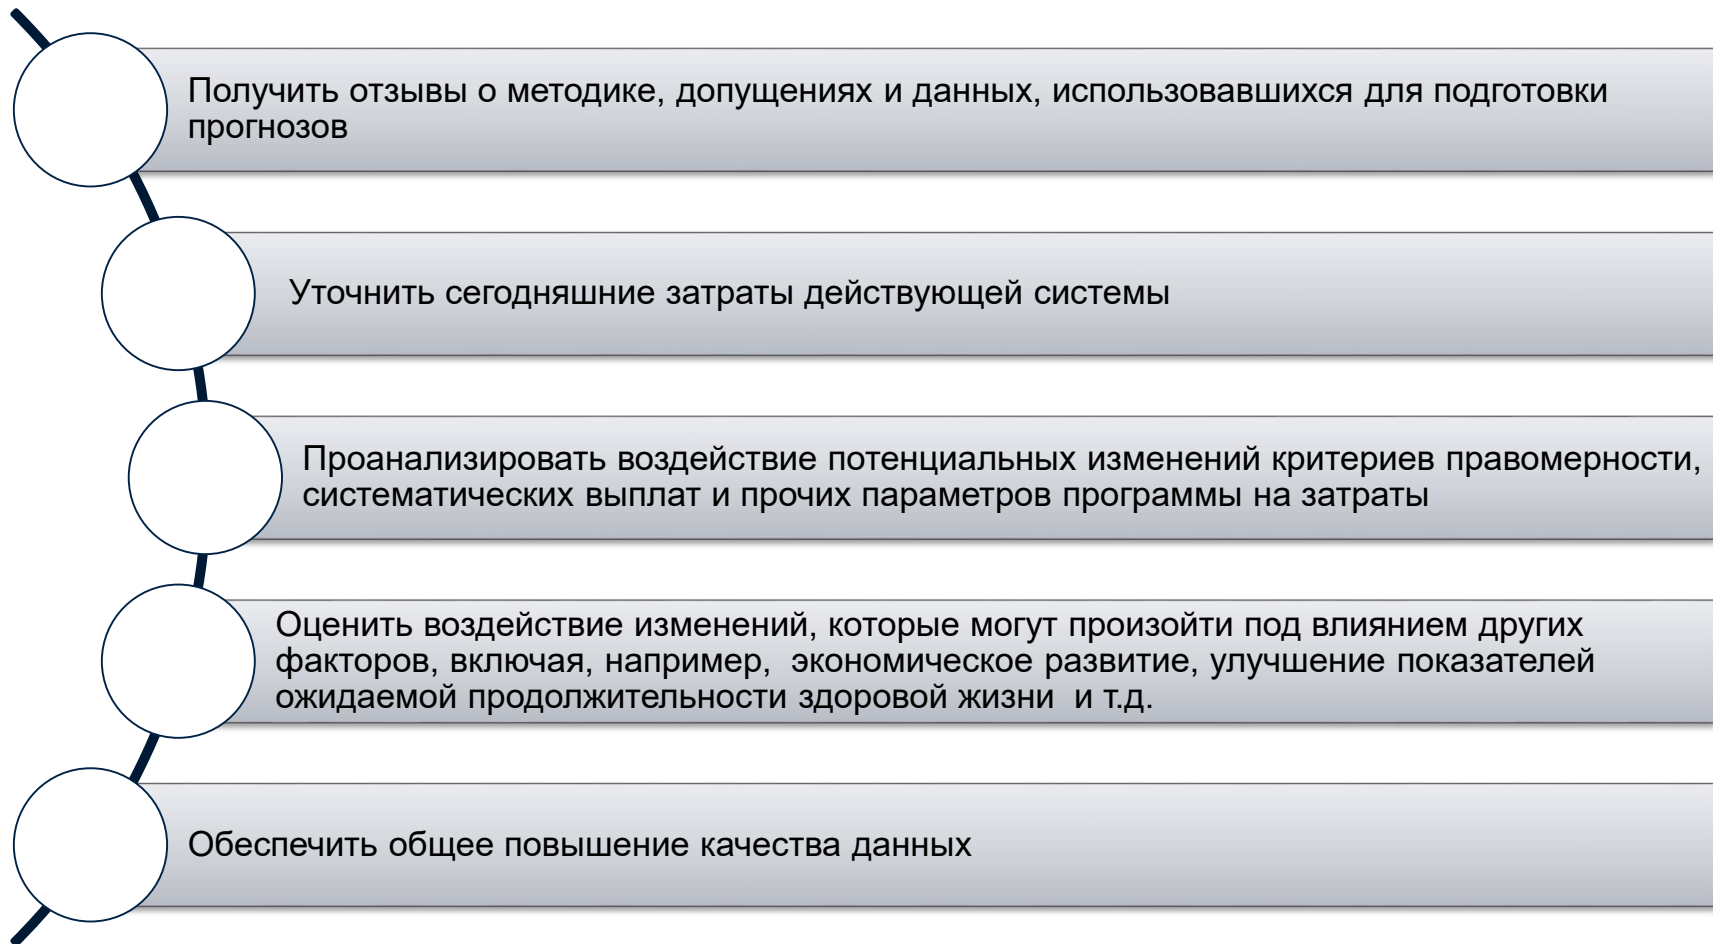 Получить отзывы о методике, допущениях и данных, использовавшихся для подготовки
прогнозов
Уточнить сегодняшние затраты действующей системы
Проанализировать воздействие потенциальных изменений критериев правомерности,
систематических выплат и прочих параметров программы на затраты
Оценить воздействие изменений, которые могут произойти под влиянием других
факторов, включая, например,  экономическое развитие, улучшение показателей
ожидаемой продолжительности здоровой жизни  и т.д.
Обеспечить общее повышение качества данных